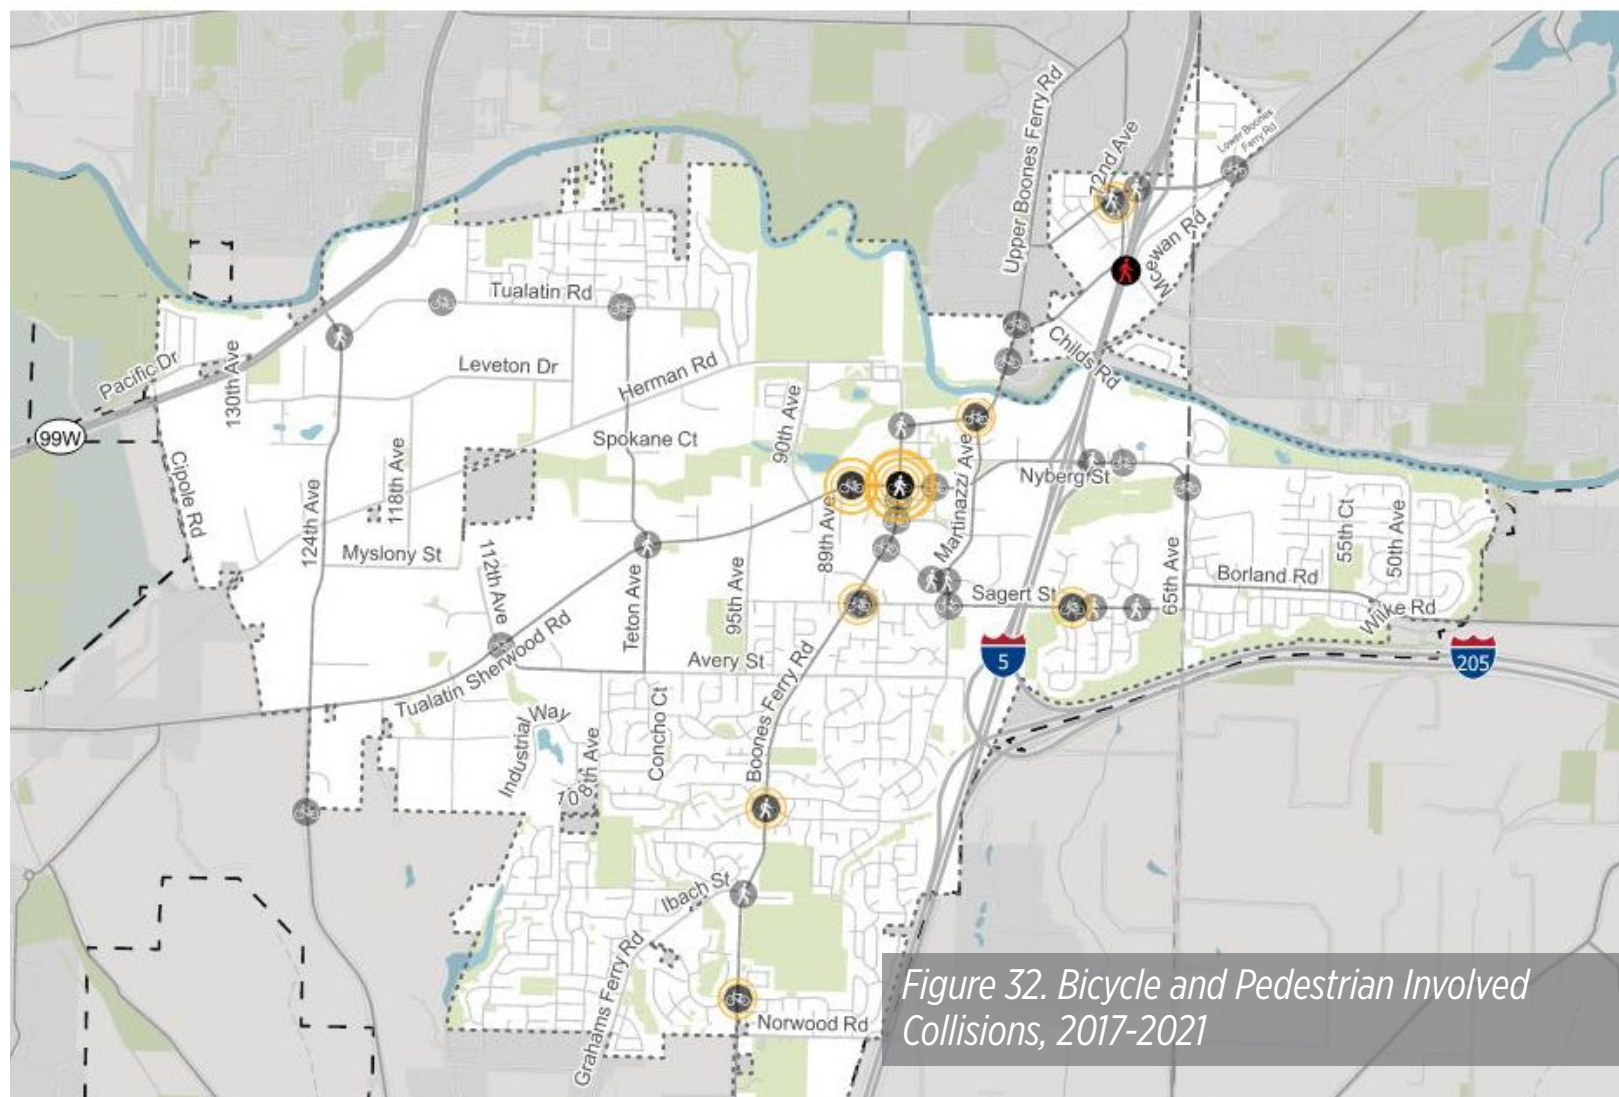 Upper Boones Ferry Rd
72nd Ave
Lower Boones
Ferry Rd
Mcewan Rd
Tualatin Rd
Childs Rd
Pacific Dr
130th Ave
Leveton Dr
Herman Rd
99W
90th Ave
Spokane Ct
Cipole Rd
118th Ave
124th Ave
Martinazzi Ave
Nyberg St
89th Ave
55th Ct
50th Ave
Myslony St
112th Ave
Teton Ave
95th Ave
Sagert St
65th Ave
Borland Rd
Wilke Rd
Tualatin Sherwood Rd
Avery St
5
205
Boones Ferry Rd
Industrial Way
Concho Ct
108th Ave
Ibach St
Grahams Ferry Rd
Norwood Rd
Figure 32. Bicycle and Pedestrian Involved
Collisions, 2017-2021